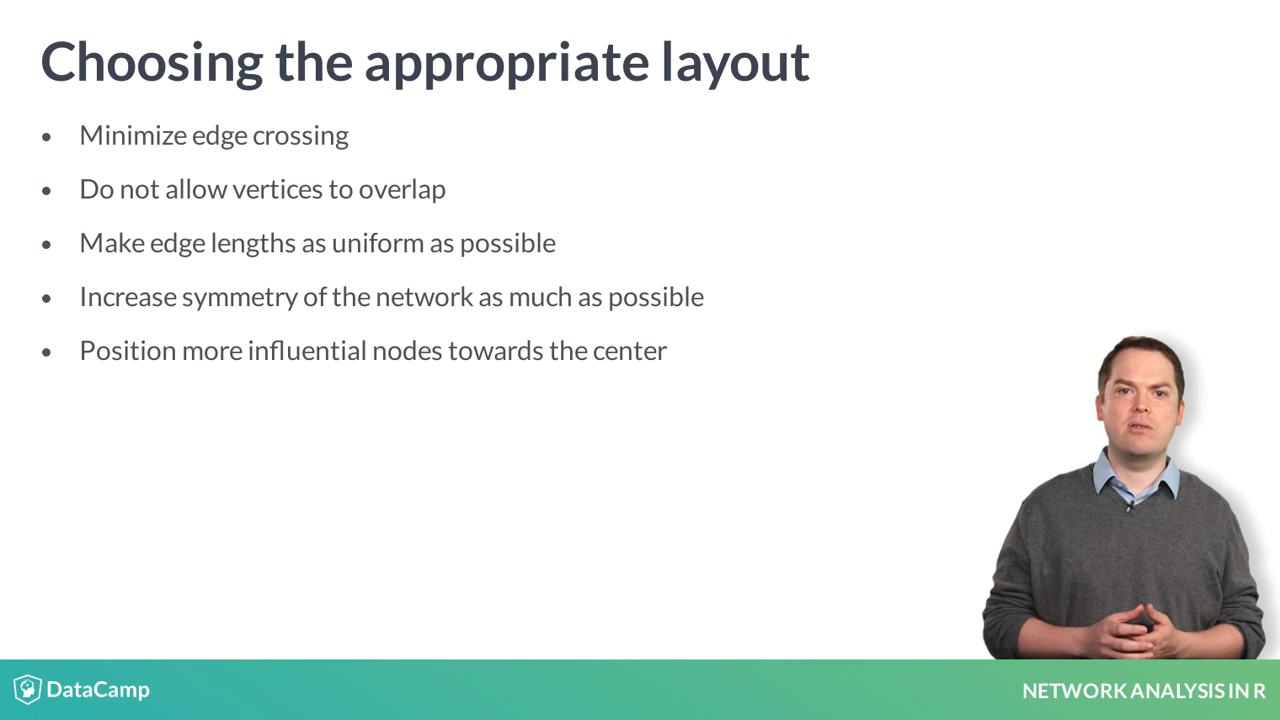 Choosing the appropriate layout
• Minimize edge crossing
• Do not allow vertices to overlap
• Make edge lengths as uniform as possible
• Increase symmetry of the network as much as possible
• Position more influential nodes towards the center
DataCamp
NETWORK ANALYSIS IN R